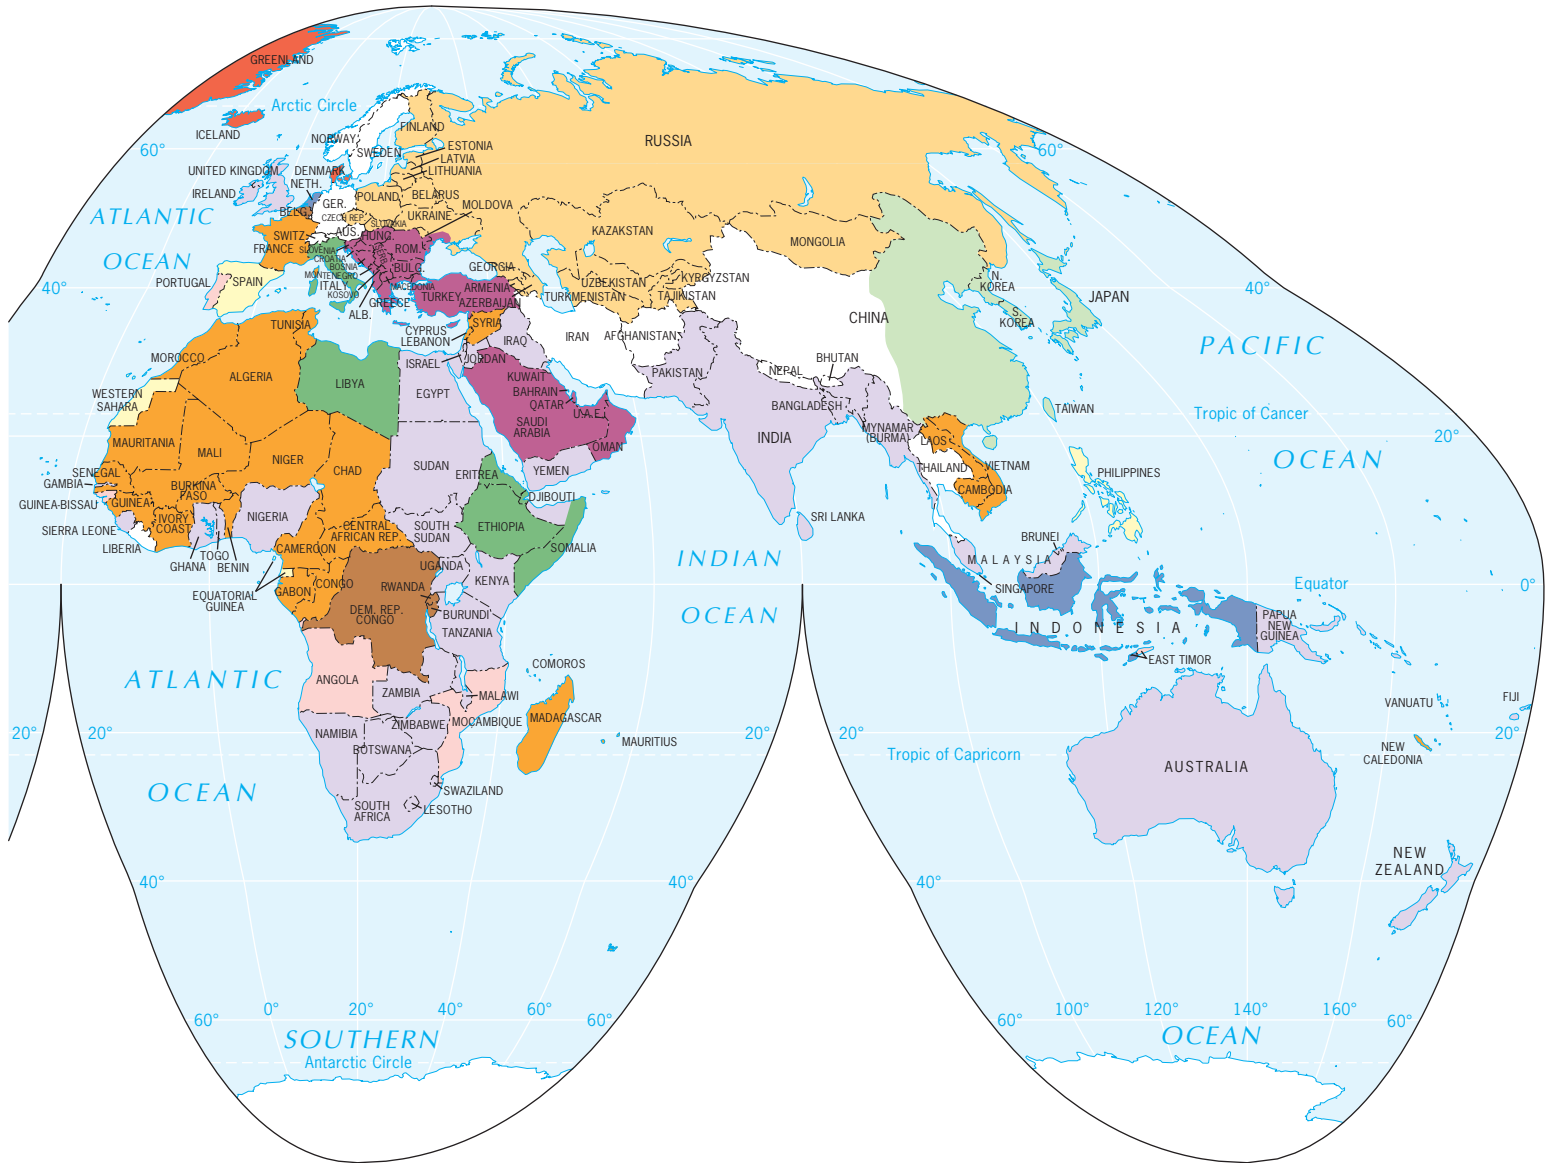 GREENLAND
Arctic Circle
ICELAND
NORWAY
FINLAND
SWEDEN
ESTONIA
LATVIA
LITHUANIA
RUSSIA
60°
60°
UNITED KINGDOM
DENMARK
NETH.
IRELAND
GER.
POLAND
BELARUS
BELG.
CZECH REP.
SLOVAKIA
UKRAINE
MOLDOVA
ATLANTIC
OCEAN
SWITZ.
AUS.
HUNG.
FRANCE
SLOVENIA
CROATIA
BOSNIA
MONTENEGRO
SERB.
ROM.
BULG.
ITALY
KOSOVO
MACEDONIA
PORTUGAL
SPAIN
ALB.
GREECE
TURKEY
GEORGIA
ARMENIA
AZERBAIJAN
KAZAKSTAN
MONGOLIA
UZBEKISTAN
KYRGYZSTAN
TURKMENISTAN
TAJIKISTAN
N.
KOREA
S.
KOREA
JAPAN
40°
40°
CHINA
PACIFIC
OCEAN
TUNISIA
CYPRUS
LEBANON
SYRIA
IRAQ
IRAN
AFGHANISTAN
MOROCCO
ISRAEL
JORDAN
ALGERIA
LIBYA
EGYPT
KUWAIT
BAHRAIN
QATAR
U.A.E.
SAUDI
ARABIA
OMAN
PAKISTAN
NEPAL
BHUTAN
BANGLADESH
INDIA
MYNAMAR
(BURMA)
LAOS
TAIWAN
Tropic of Cancer
20°
WESTERN
SAHARA
MAURITANIA
MALI
NIGER
CHAD
SUDAN
ERITREA
YEMEN
DJIBOUTI
THAILAND
VIETNAM
CAMBODIA
PHILIPPINES
SENEGAL
GAMBIA
GUINEA-BISSAU
GUINEA
BURKINA
FASO
SIERRA LEONE
IVORY
COAST
LIBERIA
GHANA
TOGO
BENIN
NIGERIA
CENTRAL
AFRICAN REP.
SOUTH
SUDAN
ETHIOPIA
SOMALIA
SRI LANKA
CAMEROON
EQUATORIAL
GUINEA
GABON
CONGO
UGANDA
KENYA
RWANDA
DEM. REP.
CONGO
BURUNDI
TANZANIA
INDIAN
OCEAN
BRUNEI
MALAYSIA
SINGAPORE
INDONESIA
Equator
0°
PAPUA
NEW
GUINEA
EAST TIMOR
ATLANTIC
OCEAN
ANGOLA
ZAMBIA
MALAWI
COMOROS
MOCAMBIQUE
MADAGASCAR
MAURITIUS
NAMIBIA
ZIMBABWE
BOTSWANA
SWAZILAND
SOUTH
AFRICA
LESOTHO
20°
20°
20°
20°
20°
Tropic of Capricorn
AUSTRALIA
VANUATU
FIJI
NEW
CALEDONIA
NEW
ZEALAND
40°
40°
40°
60°
0°
20°
40°
60°
60°
60°
100°
120°
140°
160°
60°
SOUTHERN
OCEAN
Antarctic Circle